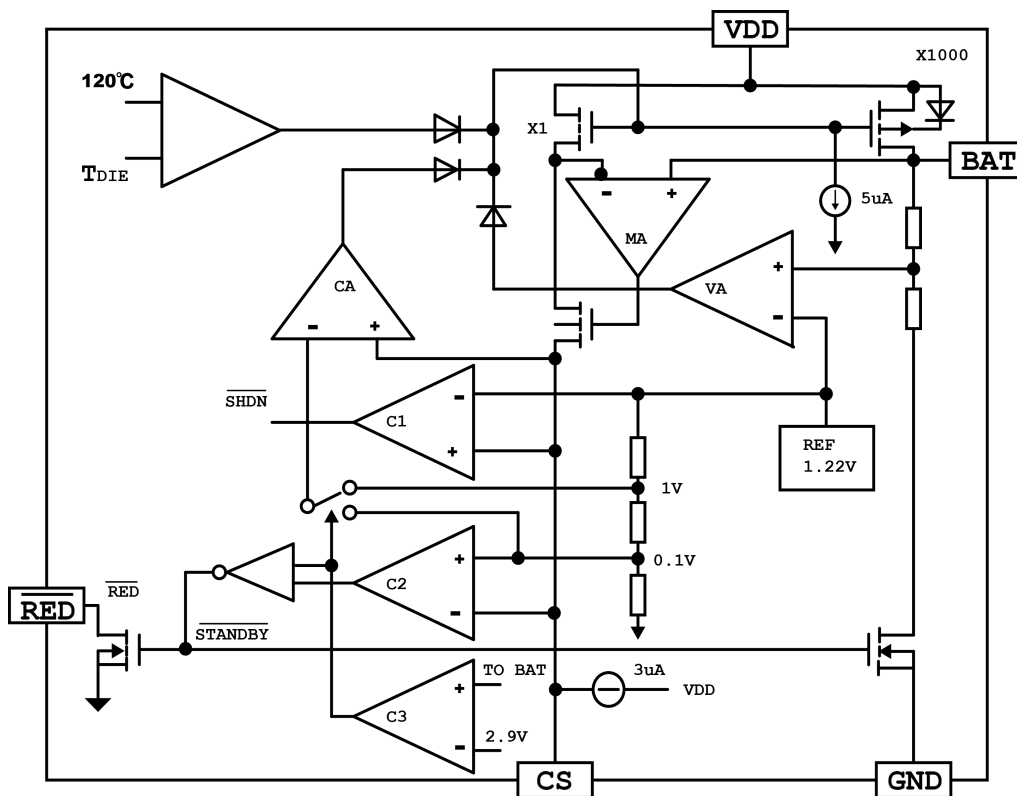 VDD
X1000
120℃
X1
BAT
TDIE
5uA
-
+
MA
+
VA
-
CA
-
+
SHDN
C1
-
+
REF
1.22V
1V
0.1V
+
C2
-
RED
RED
STANDBY
TO BAT
3uA
VDD
+
C3
-
2.9V
CS
GND